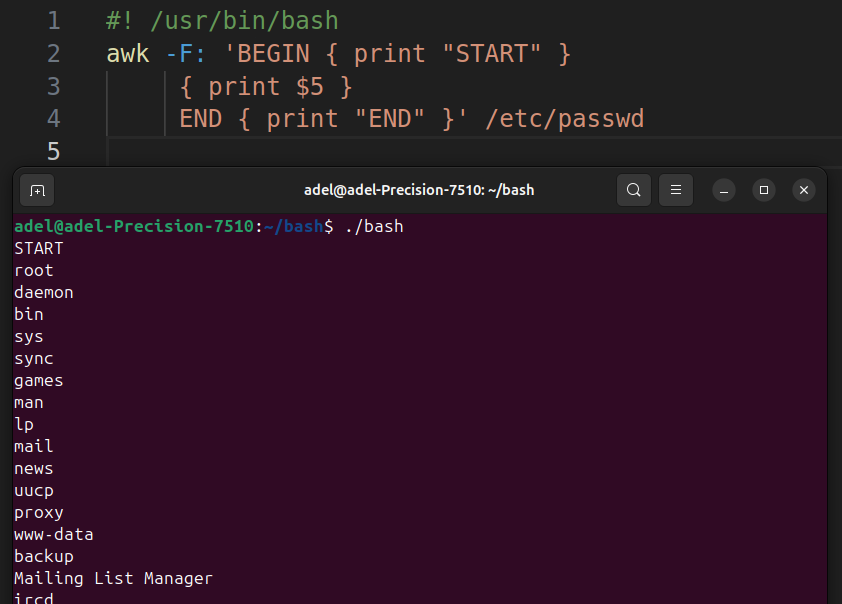 1 #! /usr/bin/bash
2 awk -F: 'BEGIN { print "START" }
3 { print $5 }
4 END { print "END" }' /etc/passwd
5
adel@adel-Precision-7510: ~/bash
adel@adel-Precision-7510:~/bash$ ./bash
START
root
daemon
bin
sys
sync
games
man
lp
mail
news
uucp
proxy
www-data
backup
Mailing List Manager
ircd